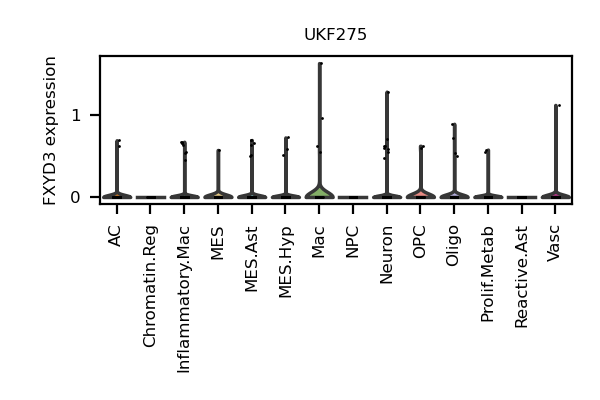 UKF275
FXYD3 expression
1
0
AC
Chromatin.Reg
Inflammatory.Mac
MES
MES.Ast
MES.Hyp
Mac
NPC
Neuron
OPC
Oligo
Prolif.Metab
Reactive.Ast
Vasc